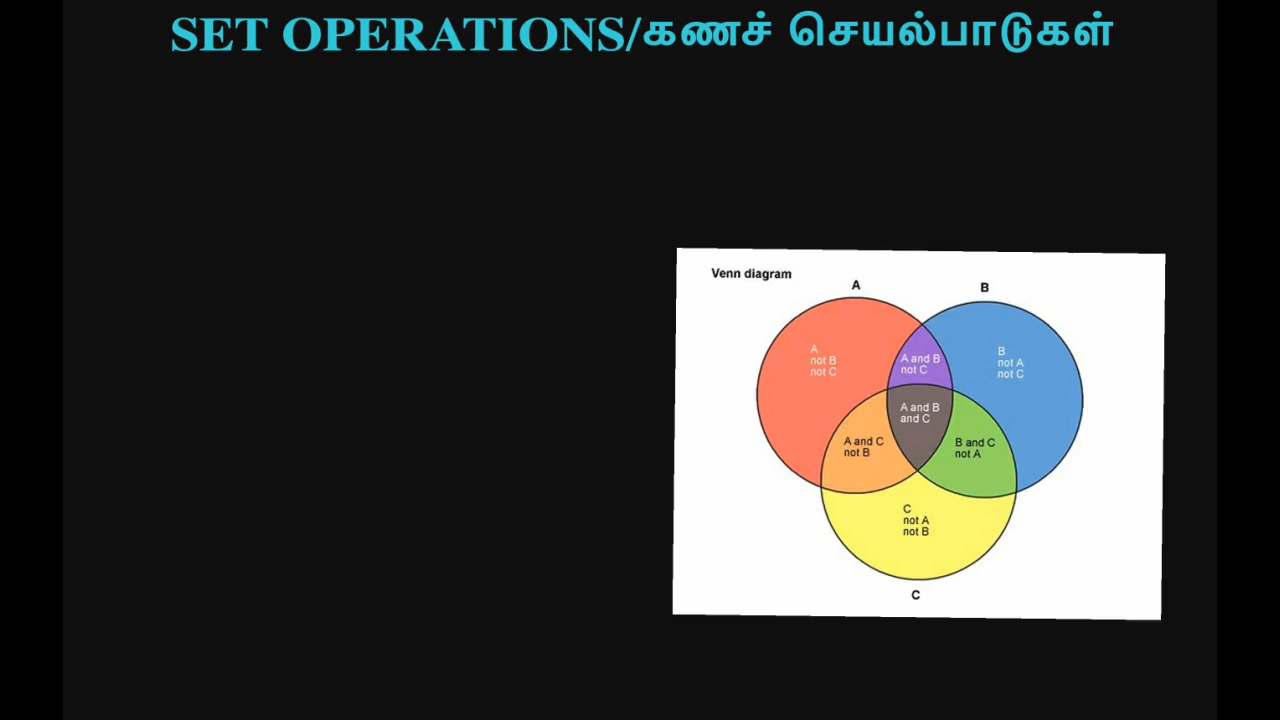 SET OPERATIONS/கணச் செயல்பாடுகள்
Venn diagram
A
B
A
not B
not C
A and B
not C
B
not A
not C
A and B
and C
A and C
not B
B and C
not A
C
not A
not B
C